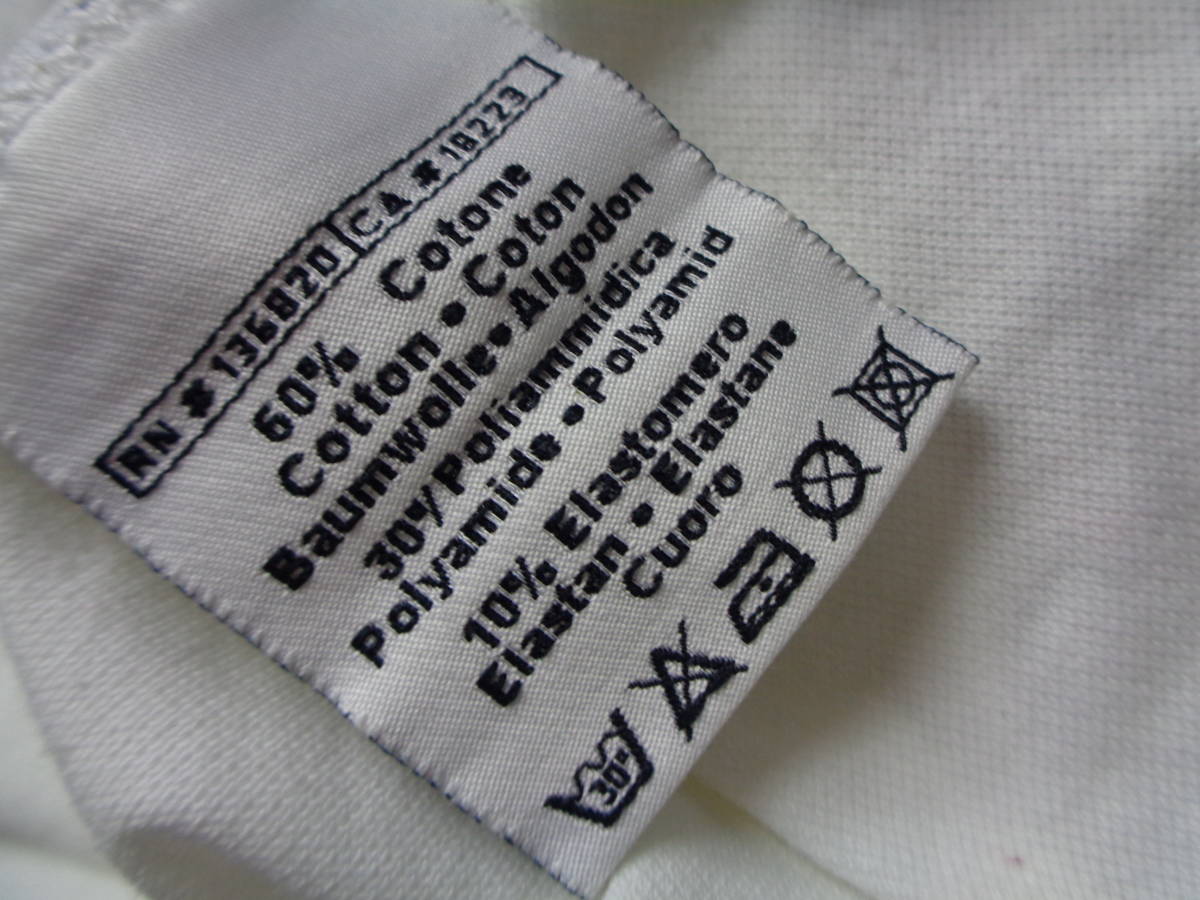 RN # 136820 CA # 18223
60% Cotone
Cotton • Coton
Baumwolle • Algodon
30% Poliammidica
Polyamide • Polyamid
10% Elastomero
Elastan • Elastane
Cuoro
30°